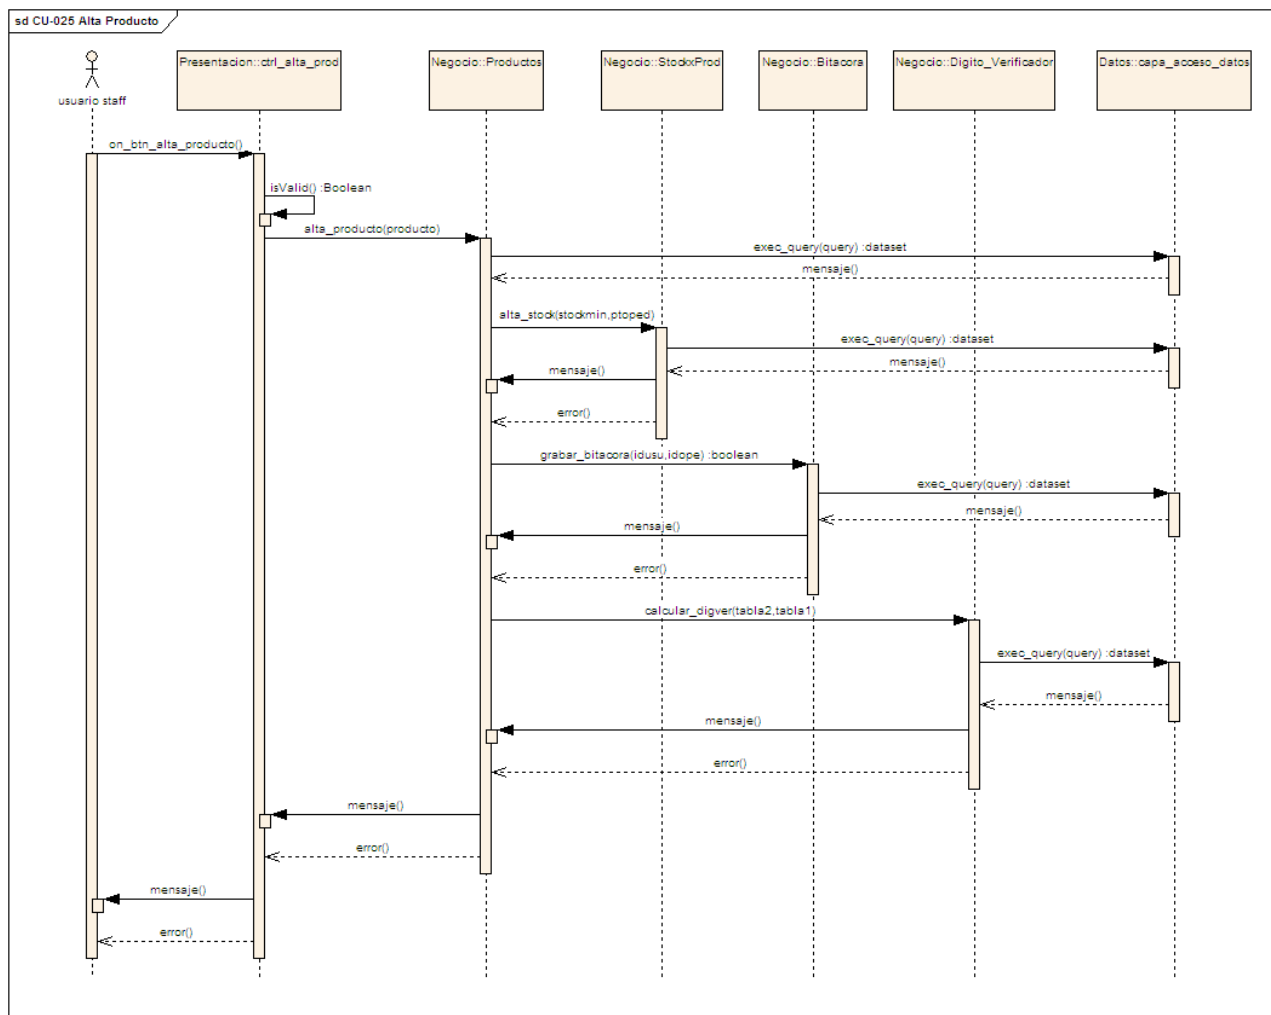 sd CU-025 Alta Producto
usuario staff
Presentacion::ctrl_alta_prod
Negocio::Productos
Negocio::StockxProd
Negocio::Bitacora
Negocio::Digito_Verificador
Datos::capa_acceso_datos
on_btn_alta_producto()
isValid() :Boolean
alta_producto(producto)
exec_query(query) :dataset
mensaje()
alta_stock(stockmin,ptoped)
exec_query(query) :dataset
mensaje()
mensaje()
error()
grabar_bitacora(idusu,idope) :boolean
exec_query(query) :dataset
mensaje()
mensaje()
error()
calcular_digver(tabla2,tabla1)
exec_query(query) :dataset
mensaje()
mensaje()
error()
mensaje()
error()
mensaje()
error()